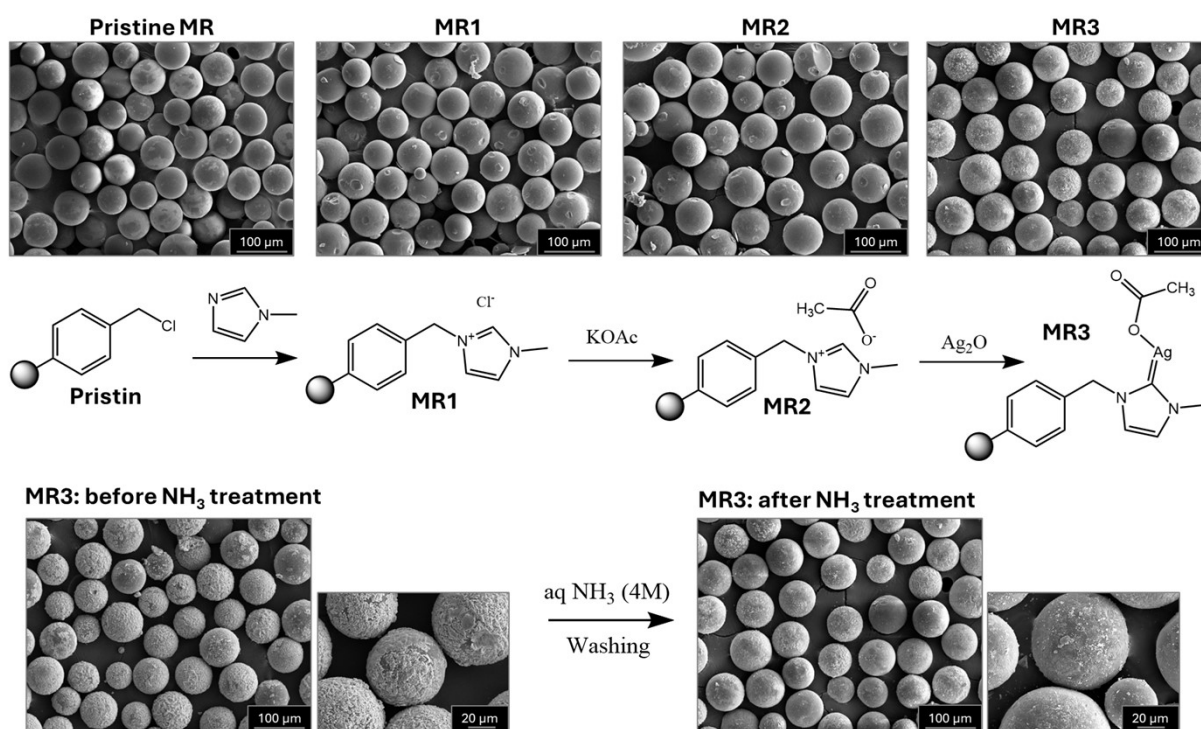 Pristine MR
MR1
MR2
MR3
100 µm
100 µm
100 µm
100 µm
Cl
N
N
Cl-
N+
N
MR1
Pristin
KOAc
H3C
O
O-
N+
N
MR2
Ag2O
MR3
O
CH3
O
Ag
N
N
MR3: before NH3 treatment
100 µm
20 µm
aq NH3 (4M)
Washing
MR3: after NH3 treatment
100 µm
20 µm